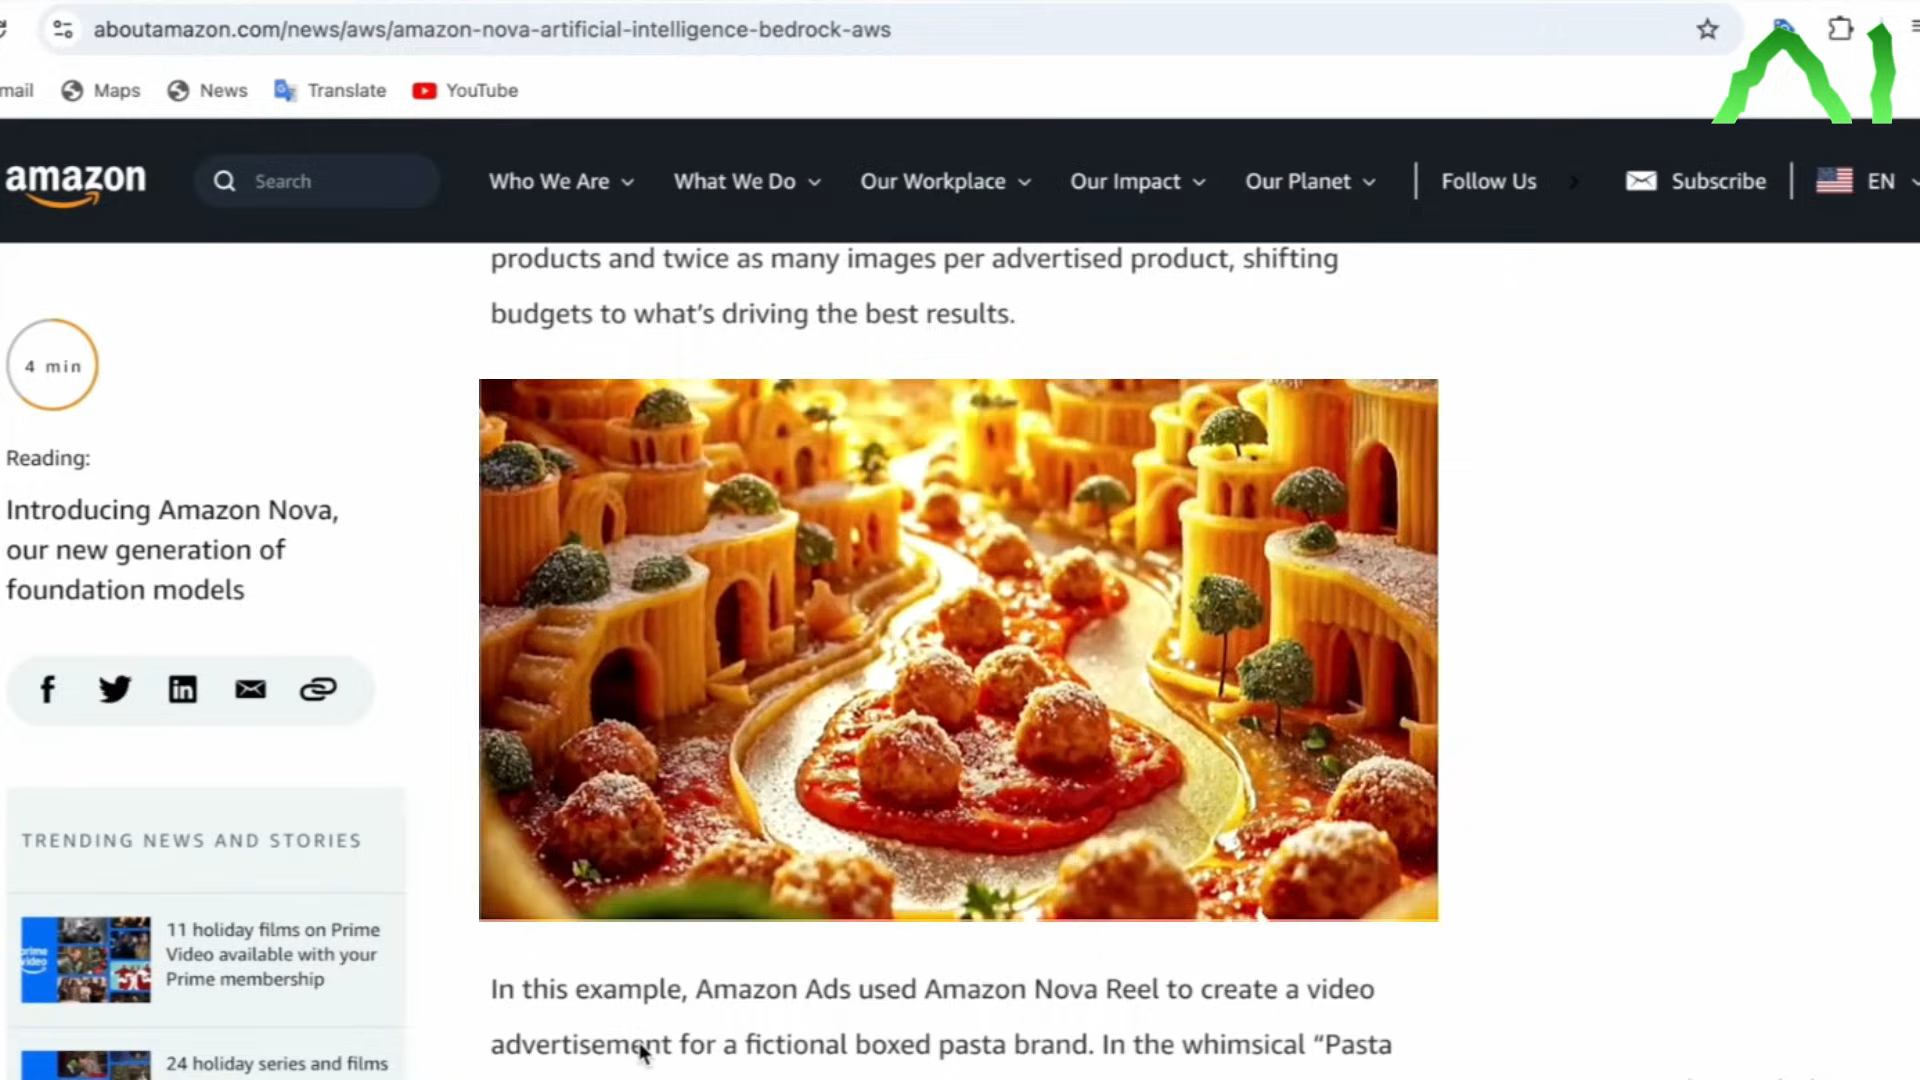 aboutamazon.com/news/aws/amazon-nova-artificial-intelligence-bedrock-aws
AI
mail Maps News Translate YouTube
amazon Search Who We Are What We Do Our Workplace Our Impact Our Planet Follow Us Subscribe EN
products and twice as many images per advertised product, shifting
budgets to what’s driving the best results.
4 min
Reading:
Introducing Amazon Nova,
our new generation of
foundation models
TRENDING NEWS AND STORIES
prime
video
11 holiday films on Prime
Video available with your
Prime membership
24 holiday series and films
In this example, Amazon Ads used Amazon Nova Reel to create a video
advertisement for a fictional boxed pasta brand. In the whimsical “Pasta